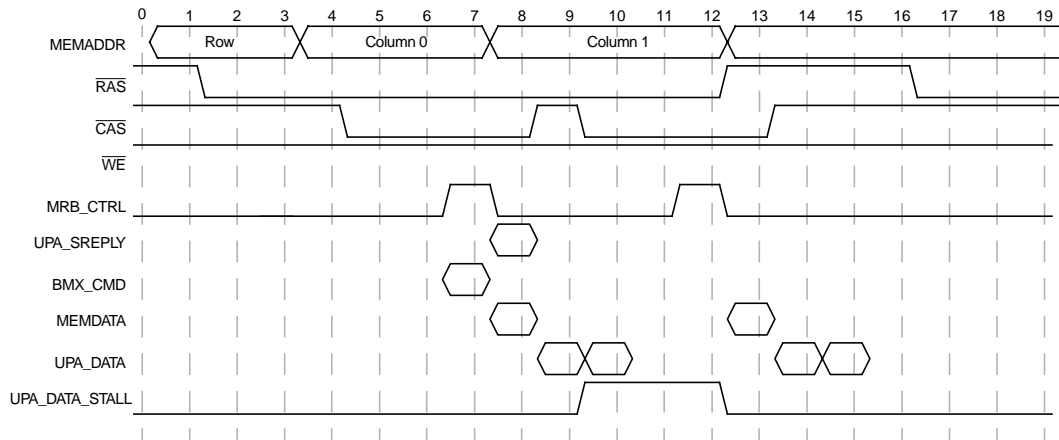 0 1 2 3 4 5 6 7 8 9 10 11 12 13 14 15 16 17 18 19
MEMADDR Row Column 0 Column 1
RAS
CAS
WE
MRB_CTRL
UPA_SREPLY
BMX_CMD
MEMDATA
UPA_DATA
UPA_DATA_STALL